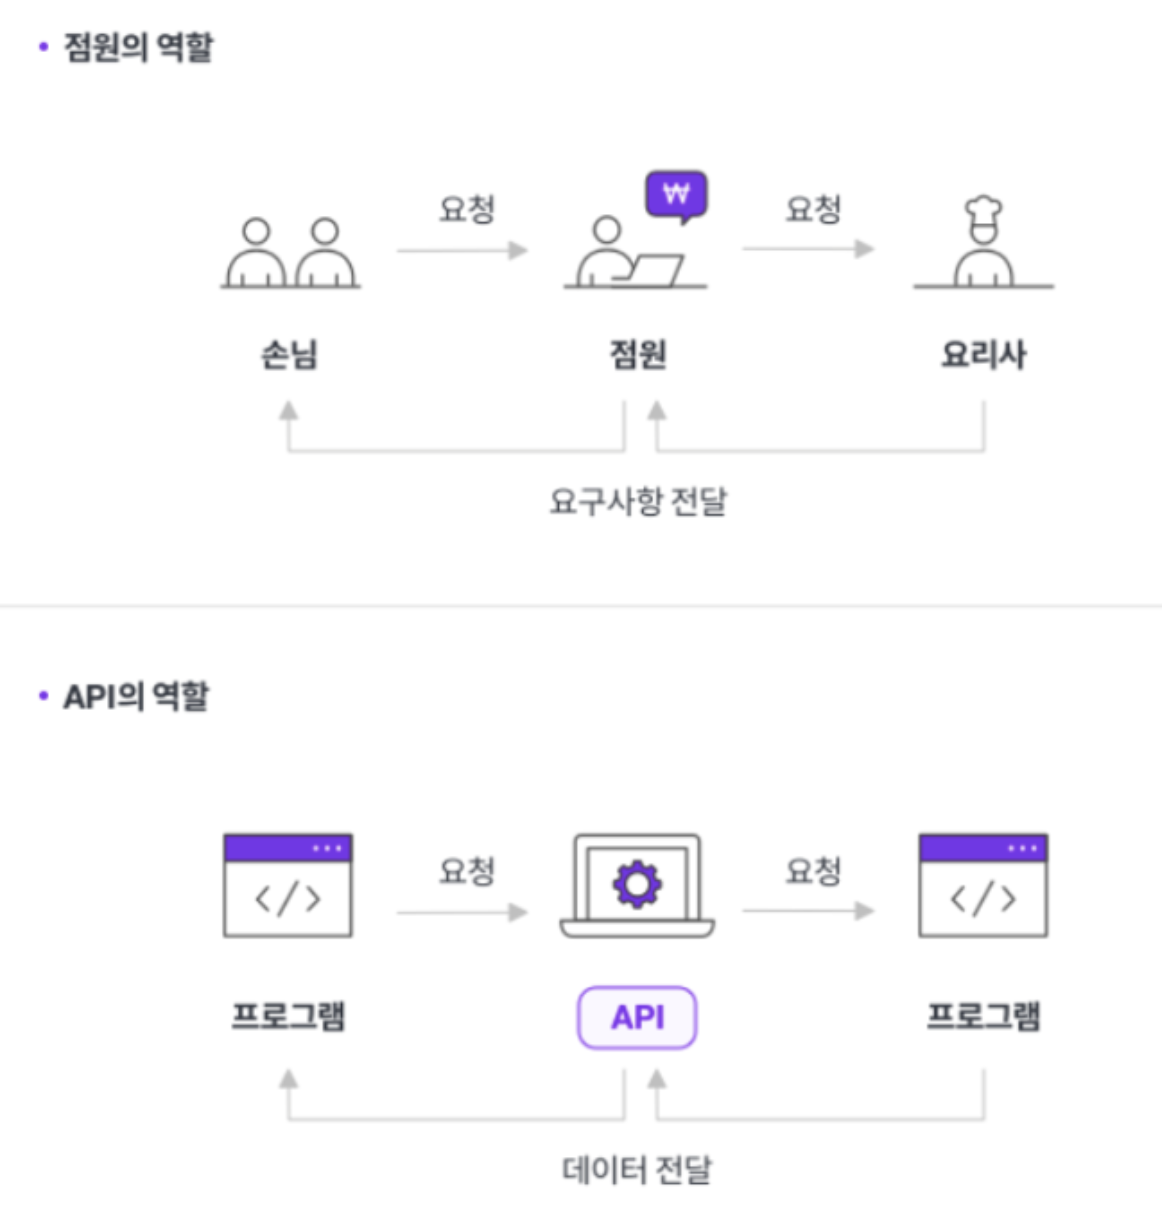 • 점원의 역할
요청
₩
요청
손님
점원
요리사
요구사항 전달
• API의 역할
요청
요청
</>
</>
프로그램
API
프로그램
데이터 전달